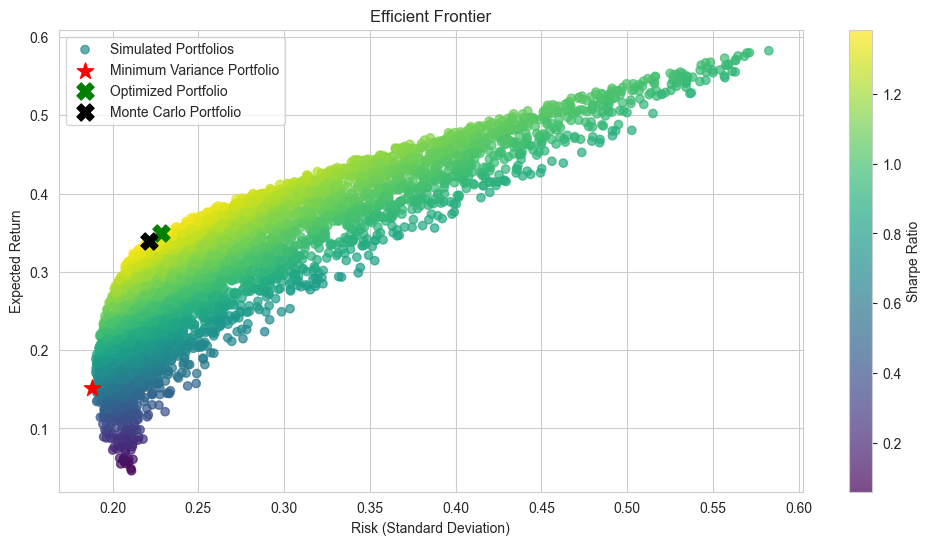 Efficient Frontier
Simulated Portfolios
Minimum Variance Portfolio
Optimized Portfolio
Monte Carlo Portfolio
Expected Return
0.6
0.5
0.4
0.3
0.2
0.1
0.20
0.25
0.30
0.35
0.40
0.45
0.50
0.55
0.60
Risk (Standard Deviation)
1.2
1.0
0.8
0.6
0.4
0.2
Sharpe Ratio